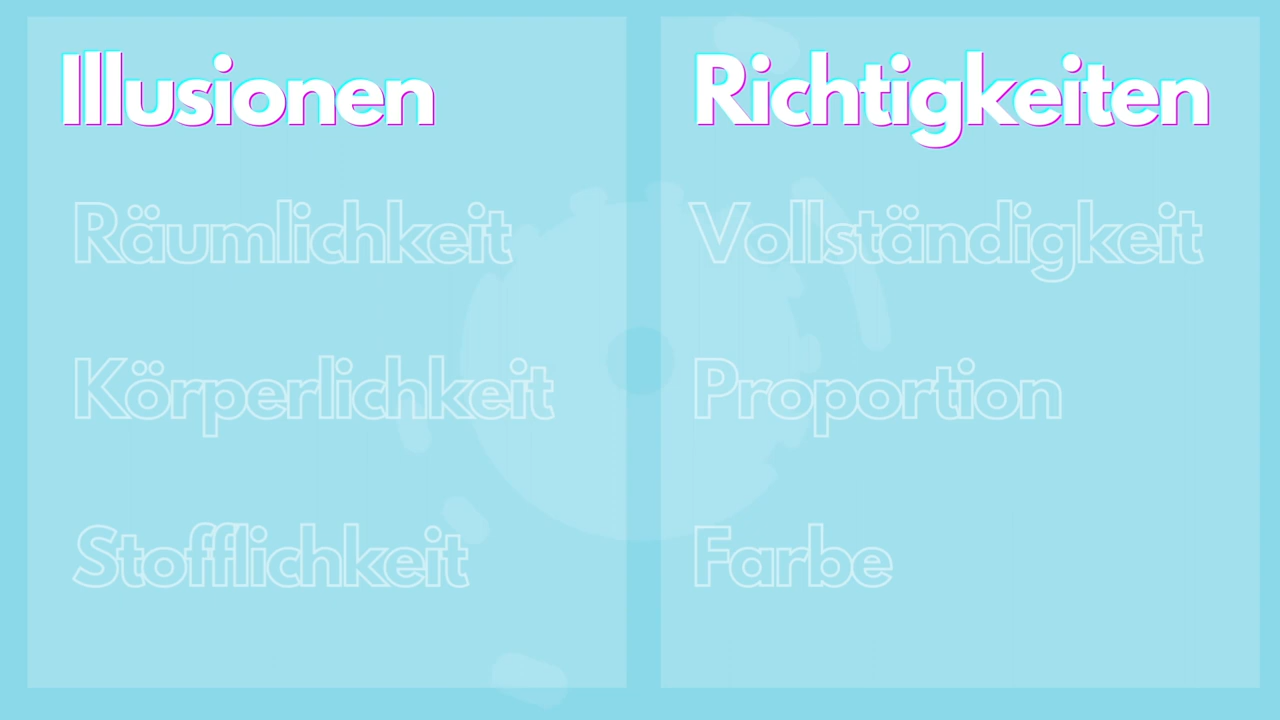 Illusionen
Räumlichkeit
Körperlichkeit
Stofflichkeit
Richtigkeiten
Vollständigkeit
Proportion
Farbe